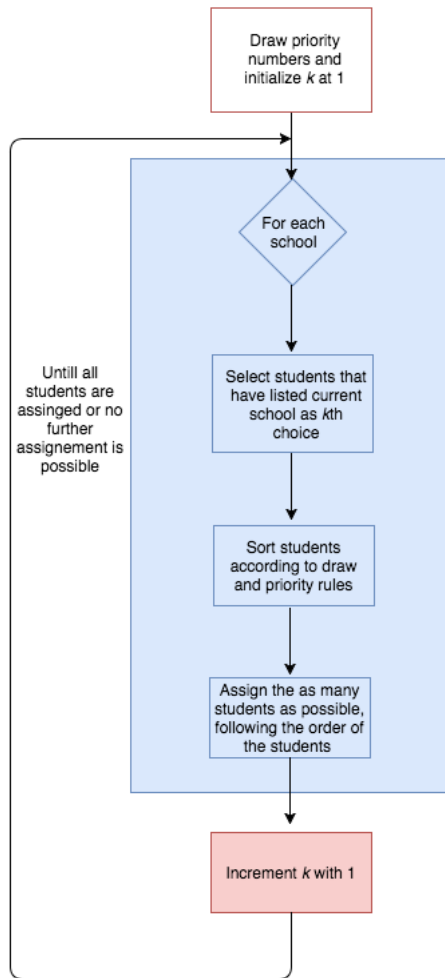 Draw priority
numbers and
initialize k at 1
For each
school
Untill all
students are
assinged or no
further
assignement is
possible
Select students that
have listed current
school as kth
choice
Sort students
according to draw
and priority rules
Assign the as many
students as possible,
following the order of
the students
Increment k with 1